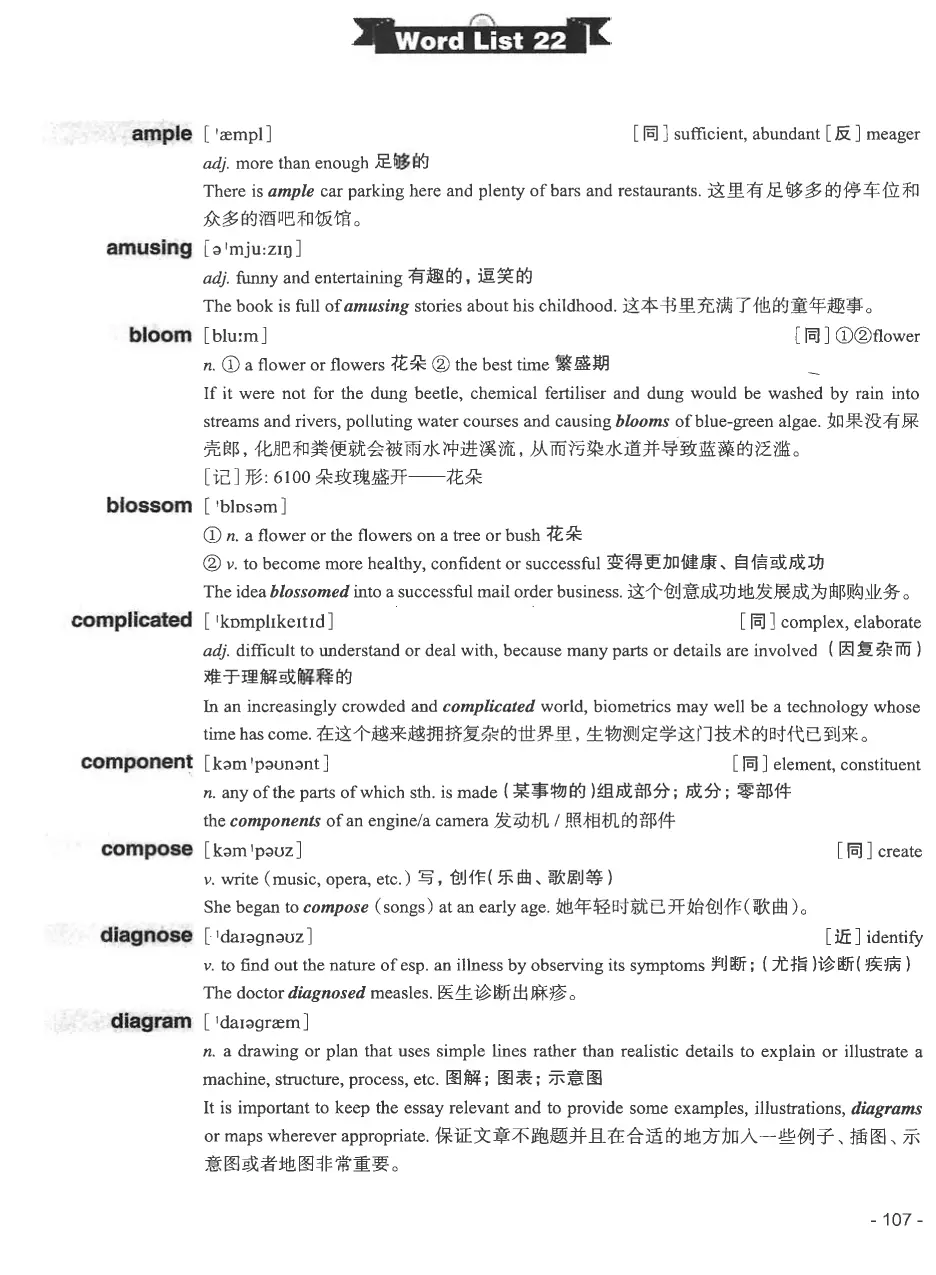 Word List 22
ample [ˈæmpl] [同] sufficient, abundant [反] meager
adj. more than enough 足够的
There is ample car parking here and plenty of bars and restaurants. 这里有足够多的停车位和
众多的酒吧和饭馆。
amusing [əˈmjuːzɪŋ]
adj. funny and entertaining 有趣的，逗笑的
The book is full of amusing stories about his childhood. 这本书里充满了他的童年趣事。
bloom [bluːm] [同] ①②flower
n. ① a flower or flowers 花朵 ② the best time 繁盛期
If it were not for the dung beetle, chemical fertiliser and dung would be washed by rain into
streams and rivers, polluting water courses and causing blooms of blue-green algae. 如果没有屎
壳郎，化肥和粪便就会被雨水冲进溪流，从而污染水道并导致蓝藻的泛滥。
[记] 形: 6100 朵玫瑰盛开——花朵
blossom [ˈblɒsəm]
① n. a flower or the flowers on a tree or bush 花朵
② v. to become more healthy, confident or successful 变得更加健康、自信或成功
The idea blossomed into a successful mail order business. 这个创意成功地发展成为邮购业务。
complicated [ˈkɒmplɪkeɪtɪd] [同] complex, elaborate
adj. difficult to understand or deal with, because many parts or details are involved （因复杂而）
难于理解或解释的
In an increasingly crowded and complicated world, biometrics may well be a technology whose
time has come. 在这个越来越拥挤复杂的世界里，生物测定学这门技术的时代已到来。
component [kəmˈpəʊnənt] [同] element, constituent
n. any of the parts of which sth. is made (某事物的)组成部分；成分；零部件
the components of an engine/a camera 发动机 / 照相机的部件
compose [kəmˈpəʊz] [同] create
v. write (music, opera, etc.) 写，创作(乐曲、歌剧等)
She began to compose (songs) at an early age. 她年轻时就已开始创作(歌曲)。
diagnose [ˈdaɪəgnəʊz] [近] identify
v. to find out the nature of esp. an illness by observing its symptoms 判断；(尤指)诊断(疾病)
The doctor diagnosed measles. 医生诊断出麻疹。
diagram [ˈdaɪəgræm]
n. a drawing or plan that uses simple lines rather than realistic details to explain or illustrate a
machine, structure, process, etc. 图解；图表；示意图
It is important to keep the essay relevant and to provide some examples, illustrations, diagrams
or maps wherever appropriate. 保证文章不跑题并且在合适的地方加入一些例子、插图、示
意图或者地图非常重要。
- 107 -